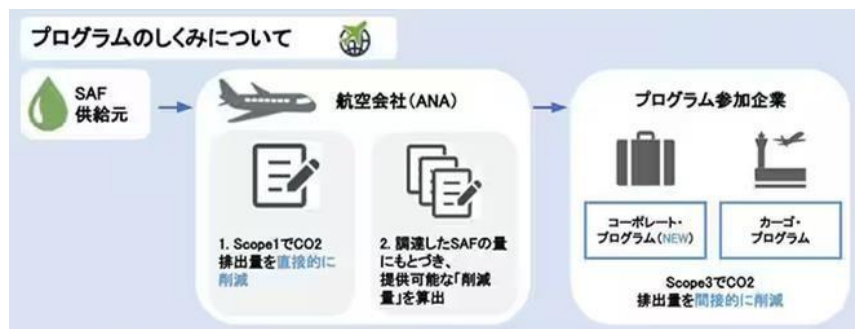 プログラムのしくみについて
SAF
供給元
航空会社(ANA)
1. Scope1でCO2
排出量を直接的に
削減
2. 調達したSAFの量
にもとづき、
提供可能な「削減
量」を算出
プログラム参加企業
コーポレート・
プログラム(NEW)
カーゴ・
プログラム
Scope3でCO2
排出量を間接的に削減